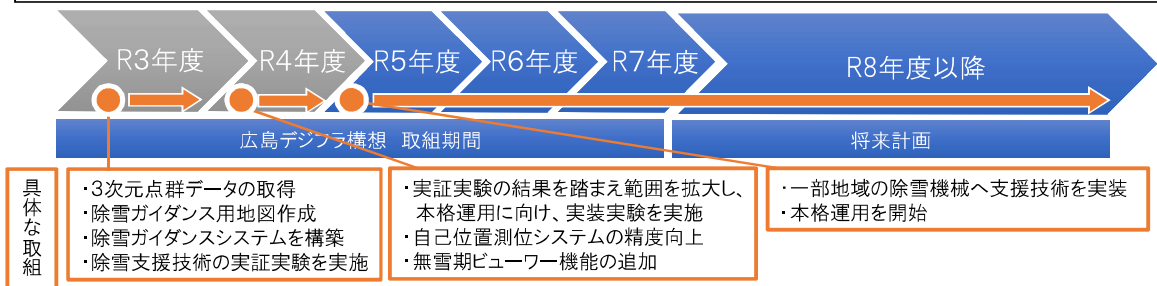 R3年度
R4年度
R5年度
R6年度
R7年度
R8年度以降
広島デジフラ構想 取組期間
将来計画
具体な取組
・3次元点群データの取得
・除雪ガイダンス用地図作成
・除雪ガイダンスシステムを構築
・除雪支援技術の実証実験を実施
・実証実験の結果を踏まえ範囲を拡大し、
本格運用に向け、実装実験を実施
・自己位置測位システムの精度向上
・無雪期ビューワー機能の追加
・一部地域の除雪機械へ支援技術を実装
・本格運用を開始